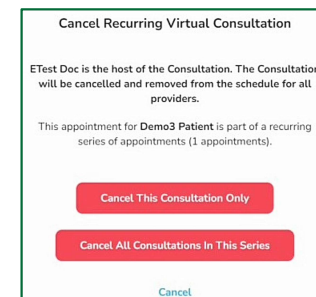 Cancel Recurring Virtual Consultation
ETest Doc is the host of the Consultation. The Consultation
will be cancelled and removed from the schedule for all
providers.
This appointment for Demo3 Patient is part of a recurring
series of appointments (1 appointments).
Cancel This Consultation Only
Cancel All Consultations In This Series
Cancel